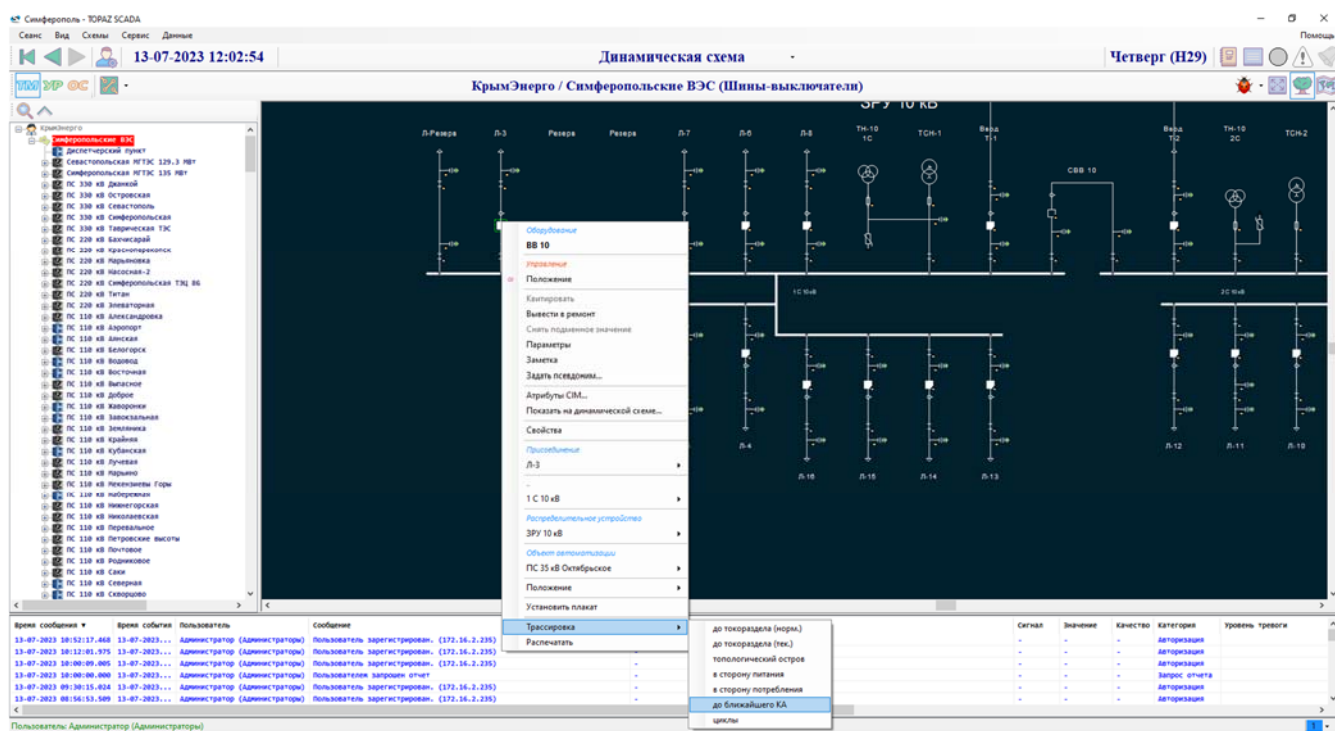 Симферополь - TOPAZ SCADA
Сеанс Вид Схемы Сервис Данные
Помощь
13-07-2023 12:02:54
Динамическая схема
Четверг (H29)
ТМ УР ОС
КрымЭнерго / Симферопольские ВЭС (Шины-выключатели)
КрымЭнерго
Симферопольские ВЭС
Диспетчерский пункт
Севастопольская МГТЭС 129.3 МВт
Симферопольская МГТЭС 135 МВт
ПС 330 кВ Джанкой
ПС 330 кВ Островская
ПС 330 кВ Севастополь
ПС 330 кВ Симферопольская
ПС 330 кВ Таврическая ТЭС
ПС 220 кВ Бахчисарай
ПС 220 кВ Красноперекопск
ПС 220 кВ Марьяновка
ПС 220 кВ Насосная-2
ПС 220 кВ Симферопольская ТЭЦ ВБ
ПС 220 кВ Титан
ПС 220 кВ Элеваторная
ПС 110 кВ Александровка
ПС 110 кВ Аэропорт
ПС 110 кВ Аянская
ПС 110 кВ Белогорск
ПС 110 кВ Водовод
ПС 110 кВ Восточная
ПС 110 кВ Выпасное
ПС 110 кВ Доброе
ПС 110 кВ Жаворонки
ПС 110 кВ Завокзальная
ПС 110 кВ Земляника
ПС 110 кВ Крайняя
ПС 110 кВ Кубанская
ПС 110 кВ Лучевая
ПС 110 кВ Марьино
ПС 110 кВ Мекензиевы Горы
ПС 110 кВ Набережная
ПС 110 кВ Нижнегорская
ПС 110 кВ Николаевская
ПС 110 кВ Перевальное
ПС 110 кВ Петровские высоты
ПС 110 кВ Почтовое
ПС 110 кВ Родниковое
ПС 110 кВ Саки
ПС 110 кВ Северная
ПС 110 кВ Скворцово
ЗРУ 10 кВ
Л-Резерв Л-3 Резерв Резерв Л-7 Л-6 Л-8 ТН-10 1С ТСН-1 Ввод Т-1 Ввод Т-2 ТН-10 2С ТСН-2
СВВ 10
1С 10 кВ
2С 10 кВ
Л-4 Л-12 Л-11 Л-10
Л-16 Л-15 Л-14 Л-13
Оборудование
ВВ 10
Управление
Положение
Квитировать
Вывести в ремонт
Снять подменное значение
Параметры
Заметка
Задать псевдоним...
Атрибуты CIM...
Показать на динамической схеме...
Свойства
Присоединение
Л-3
-
1 С 10 кВ
Распределительное устройство
ЗРУ 10 кВ
Объект автоматизации
ПС 35 кВ Октябрьское
Положение
Установить плакат
Трассировка
Распечатать
до токораздела (норм.)
до токораздела (тек.)
топологический остров
в сторону питания
в сторону потребления
до ближайшего КА
циклы
Время сообщения Время события Пользователь Сообщение Сигнал Значение Качество Категория Уровень тревоги
13-07-2023 10:52:17.468 13-07-2023... Администратор (Администраторы) Пользователь зарегистрирован. (172.16.2.235) - - - - Авторизация
13-07-2023 10:12:01.975 13-07-2023... Администратор (Администраторы) Пользователь зарегистрирован. (172.16.2.235) - - - - Авторизация
13-07-2023 10:00:09.005 13-07-2023... Администратор (Администраторы) Пользователь зарегистрирован. (172.16.2.235) - - - - Авторизация
13-07-2023 10:00:00.000 13-07-2023... Администратор (Администраторы) Пользователем запрошен отчет - - - - Запрос отчета
13-07-2023 09:30:15.024 13-07-2023... Администратор (Администраторы) Пользователь зарегистрирован. (172.16.2.235) - - - - Авторизация
13-07-2023 08:56:53.509 13-07-2023... Администратор (Администраторы) Пользователь зарегистрирован. (172.16.2.235) - - - - Авторизация
Пользователь: Администратор (Администраторы)
1